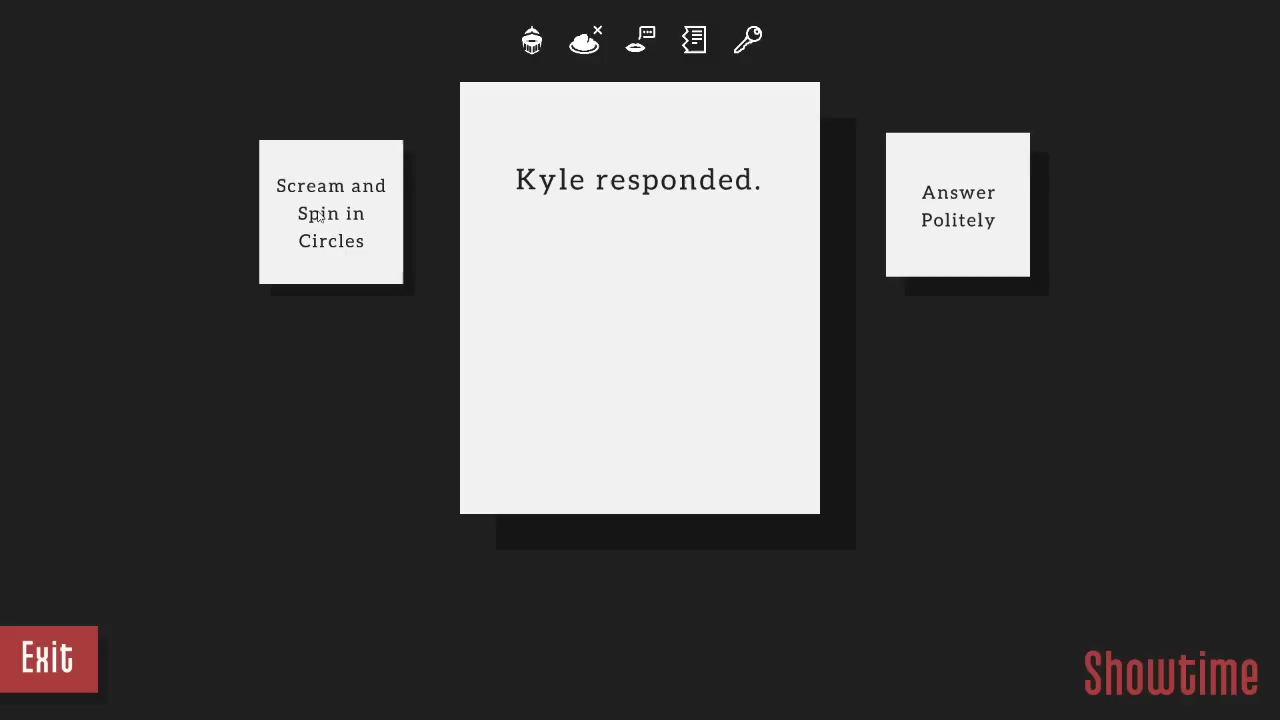 Kyle responded.
Scream and
Spin in
Circles
Answer
Politely
Exit
Showtime